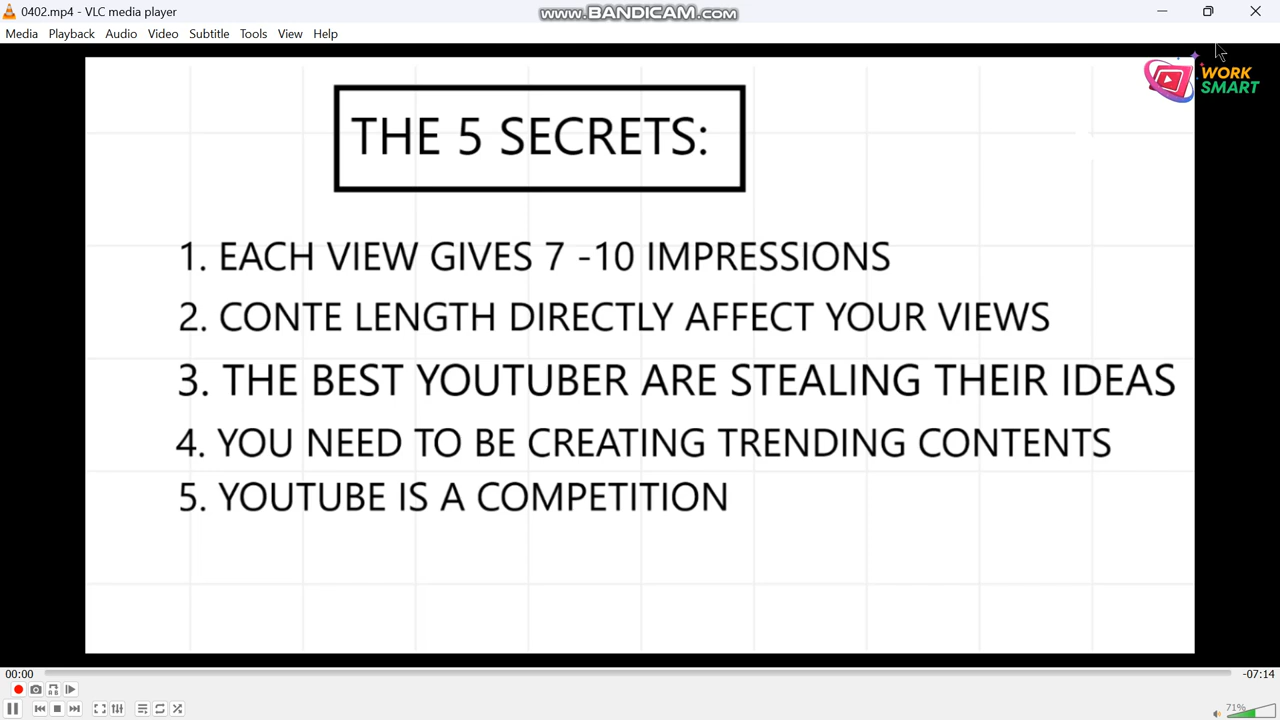 0402.mp4 - VLC media player
www.BANDICAM.com
Media Playback Audio Video Subtitle Tools View Help
WORK
SMART
THE 5 SECRETS:
1. EACH VIEW GIVES 7 -10 IMPRESSIONS
2. CONTE LENGTH DIRECTLY AFFECT YOUR VIEWS
3. THE BEST YOUTUBER ARE STEALING THEIR IDEAS
4. YOU NEED TO BE CREATING TRENDING CONTENTS
5. YOUTUBE IS A COMPETITION
00:00 -07:14
71%